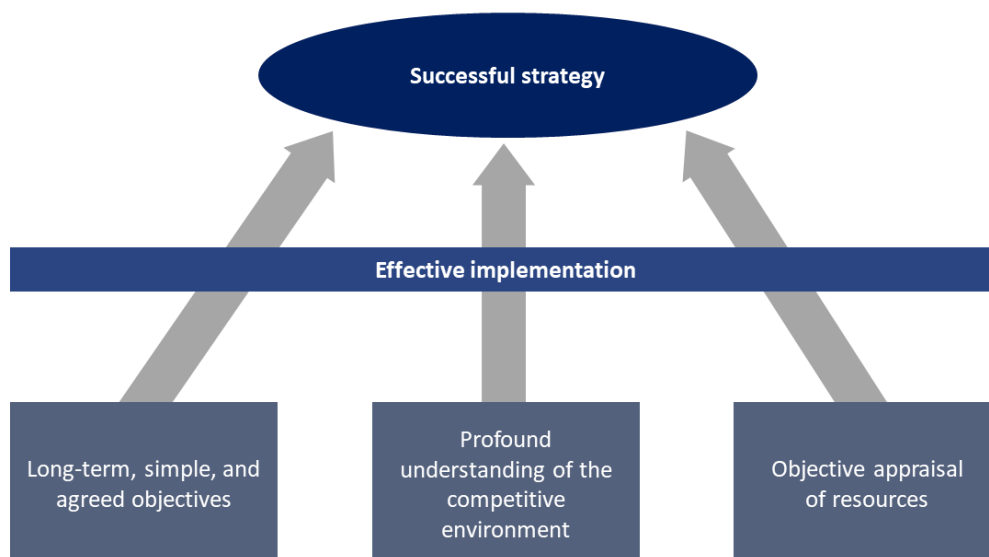 Successful strategy
Effective implementation
Long-term, simple, and
agreed objectives
Profound
understanding of the
competitive
environment
Objective appraisal
of resources